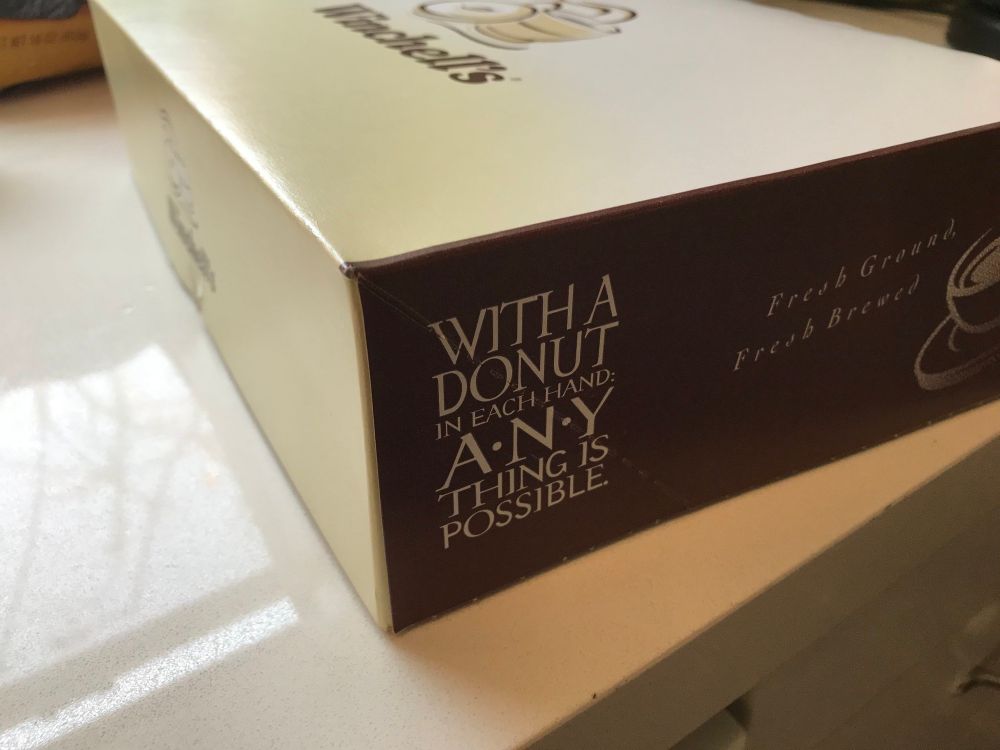 Winchell's
WITH A
DONUT
IN EACH HAND:
A•N•Y
THING IS
POSSIBLE.
Fresh Ground,
Fresh Brewed